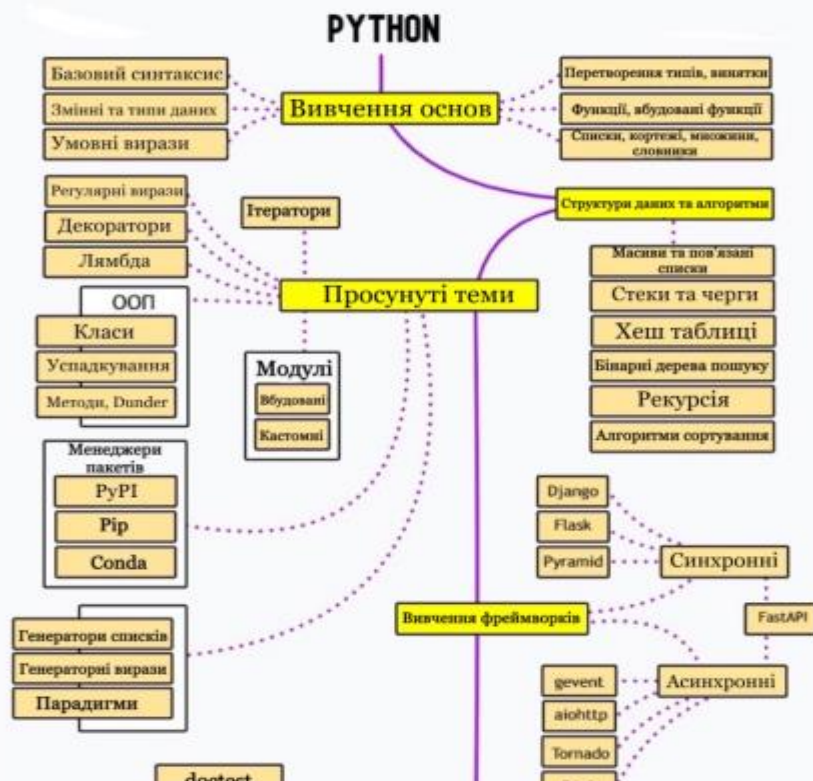 PYTHON
Базовий синтаксис
Змінні та типи даних
Умовні вирази
Вивчення основ
Перетворення типів, винятки
Функції, вбудовані функції
Списки, кортежі, множини,
словники
Структури даних та алгоритми
Масиви та пов'язані
списки
Стеки та черги
Хеш таблиці
Бінарні дерева пошуку
Рекурсія
Алгоритми сортування
Регулярні вирази
Декоратори
Лямбда
Ітератори
Просунуті теми
ООП
Класи
Успадкування
Методи, Dunder
Модулі
Вбудовані
Кастомні
Менеджери
пакетів
PyPI
Pip
Conda
Генератори списків
Генераторні вирази
Парадигми
Django
Flask
Pyramid
Синхронні
Вивчення фреймворків
FastAPI
gevent
aiohttp
Tornado
Асинхронні
doctest